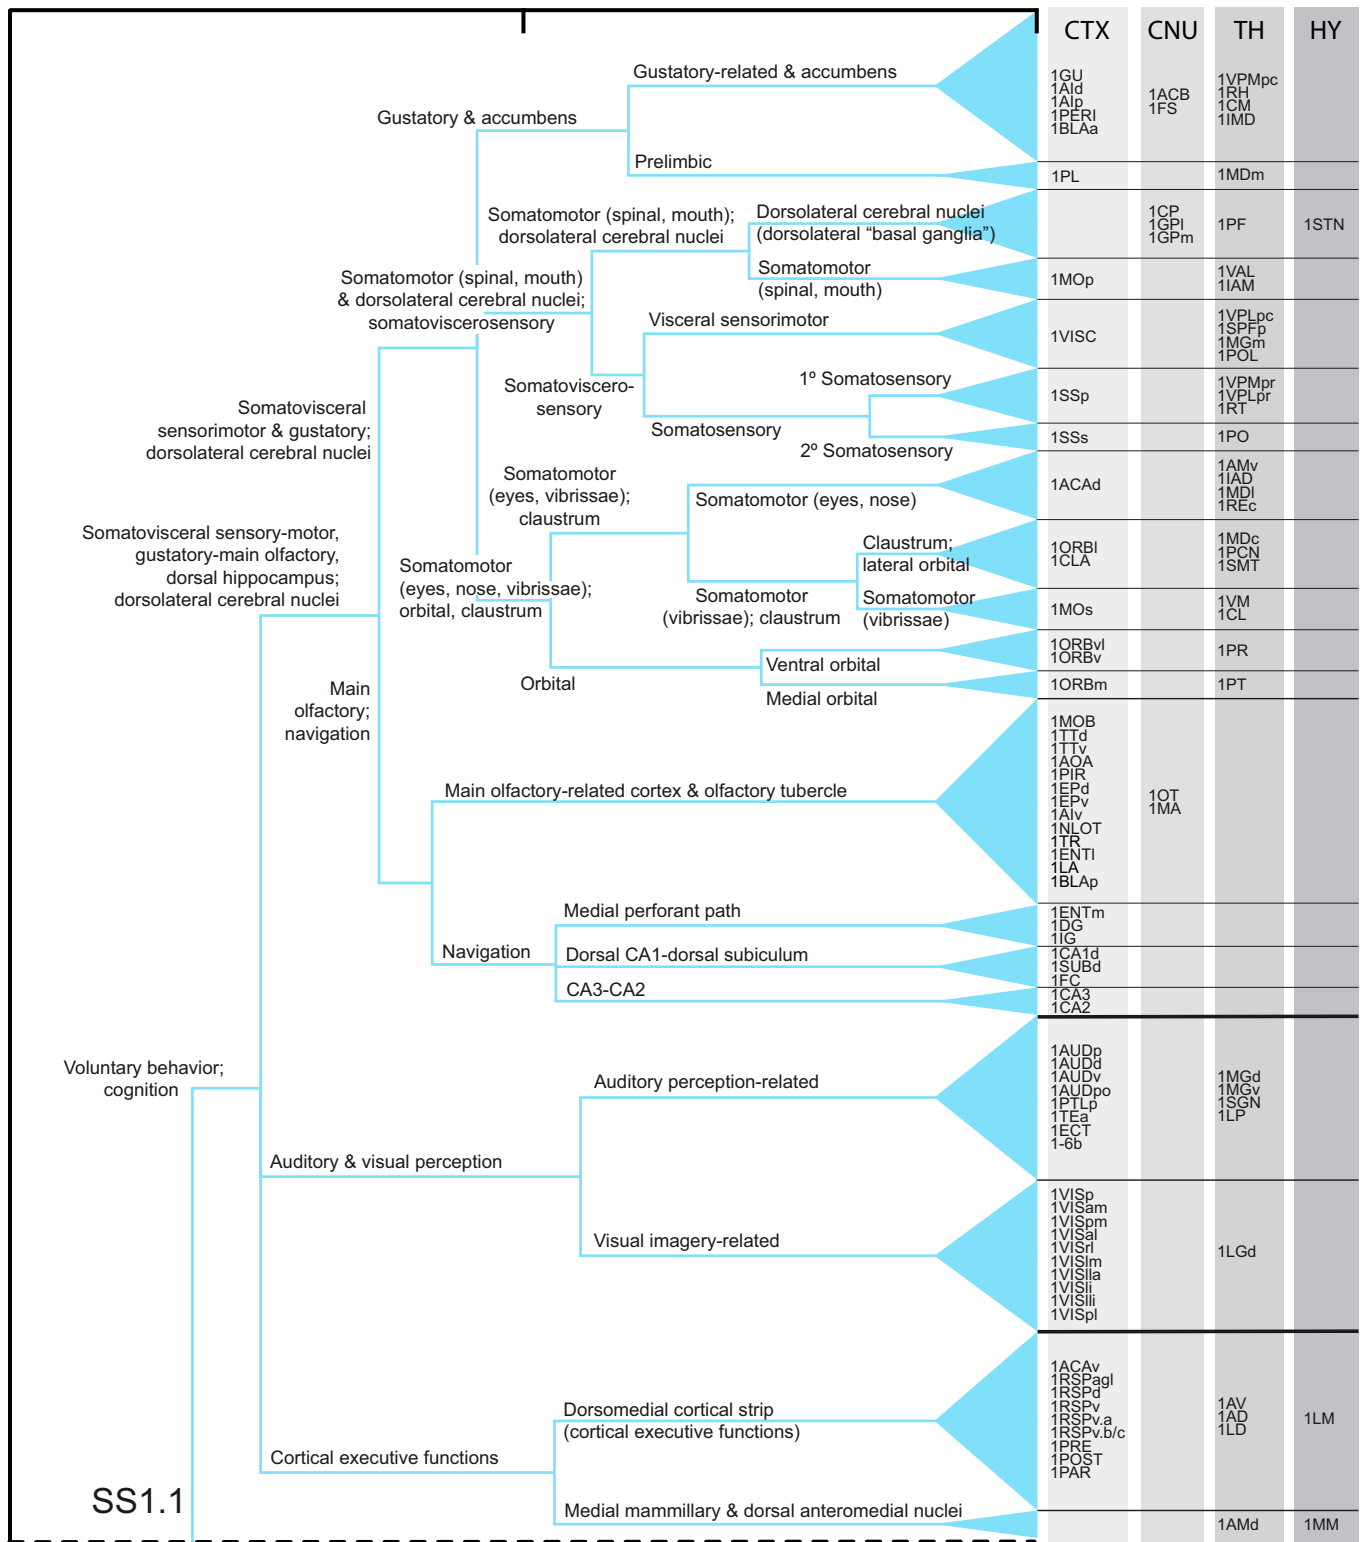 CTX CNU TH HY
Gustatory-related & accumbens
Gustatory & accumbens
1GU
1AId
1AIp
1PERI
1BLAa
1ACB
1FS
1VPMpc
1RH
1CM
1IMD
Prelimbic
1PL
1MDm
Somatomotor (spinal, mouth);
dorsolateral cerebral nuclei
Dorsolateral cerebral nuclei
(dorsolateral “basal ganglia”)
1CP
1GPl
1GPm
1PF
1STN
Somatomotor (spinal, mouth)
& dorsolateral cerebral nuclei;
somatoviscerosensory
Somatomotor
(spinal, mouth)
1MOp
1VAL
1IAM
Visceral sensorimotor
1VISC
1VPLpc
1SPFp
1MGm
1POL
Somatoviscero-
sensory
1º Somatosensory
1SSp
1VPMpr
1VPLpr
1RT
Somatosensory
2º Somatosensory
1SSs
1PO
Somatovisceral
sensorimotor & gustatory;
dorsolateral cerebral nuclei
Somatomotor
(eyes, vibrissae);
claustrum
Somatomotor (eyes, nose)
1ACAd
1AMv
1IAD
1MDl
1REc
Somatovisceral sensory-motor,
gustatory-main olfactory,
dorsal hippocampus;
dorsolateral cerebral nuclei
Somatomotor
(eyes, nose, vibrissae);
orbital, claustrum
Claustrum;
lateral orbital
1ORBl
1CLA
1MDc
1PCN
1SMT
Somatomotor
(vibrissae); claustrum
Somatomotor
(vibrissae)
1MOs
1VM
1CL
Orbital
Ventral orbital
1ORBvl
1ORBv
1PR
Medial orbital
1ORBm
1PT
Main
olfactory;
navigation
Main olfactory-related cortex & olfactory tubercle
1MOB
1TTd
1TTv
1AOA
1PIR
1EPd
1EPv
1AIv
1NLOT
1TR
1ENTl
1LA
1BLAp
1OT
1MA
Navigation
Medial perforant path
1ENTm
1DG
1IG
Dorsal CA1-dorsal subiculum
1CA1d
1SUBd
1FC
CA3-CA2
1CA3
1CA2
Voluntary behavior;
cognition
Auditory perception-related
1AUDp
1AUDd
1AUDv
1AUDpo
1PTLp
1TEa
1ECT
1-6b
1MGd
1MGv
1SGN
1LP
Auditory & visual perception
Visual imagery-related
1VISp
1VISam
1VISpm
1VISal
1VISrl
1VISlm
1VISlla
1VISli
1VISlli
1VISpl
1LGd
Dorsomedial cortical strip
(cortical executive functions)
1ACAv
1RSPagl
1RSPd
1RSPv
1RSPv.a
1RSPv.b/c
1PRE
1POST
1PAR
1AV
1AD
1LD
1LM
Cortical executive functions
Medial mammillary & dorsal anteromedial nuclei
1AMd
1MM
SS1.1